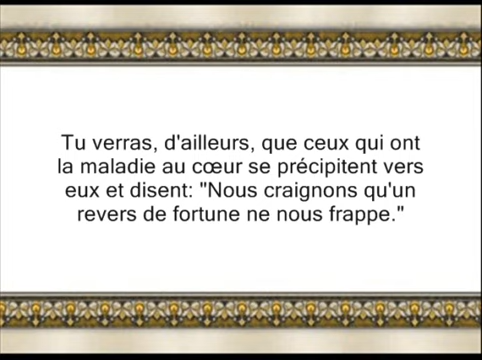 Tu verras, d'ailleurs, que ceux qui ont
la maladie au cœur se précipitent vers
eux et disent: "Nous craignons qu'un
revers de fortune ne nous frappe."